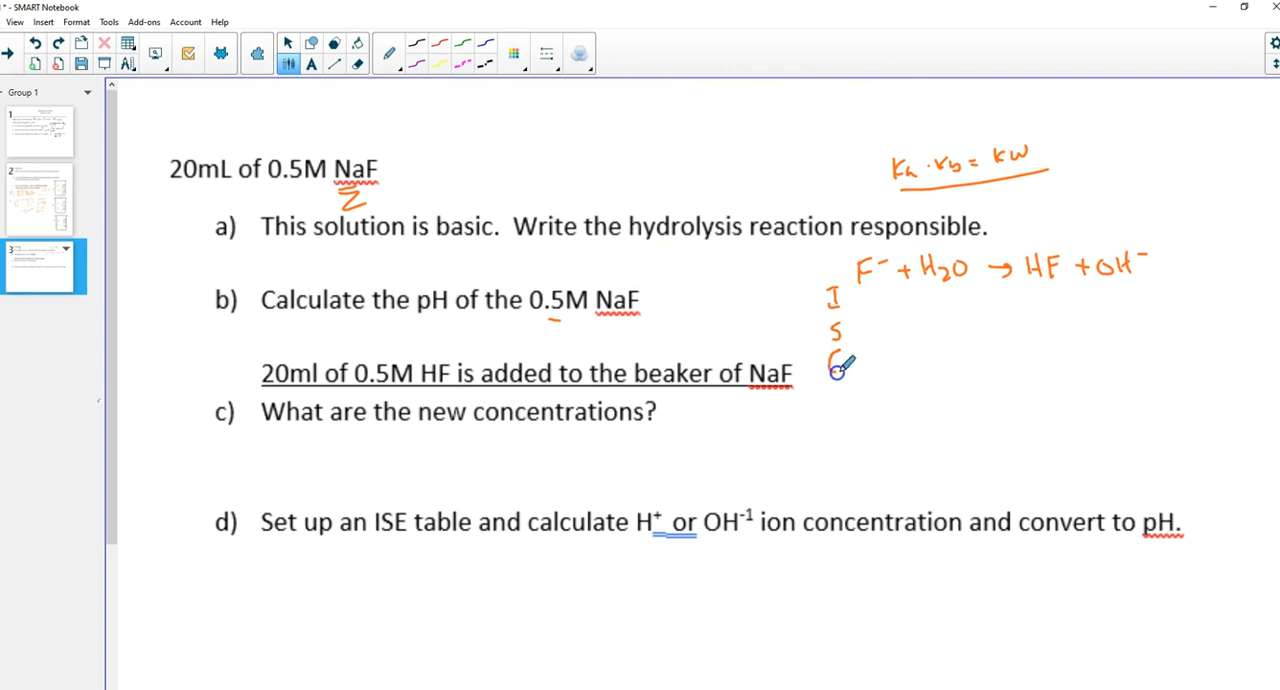 * - SMART Notebook
View Insert Format Tools Add-ons Account Help
Group 1
1
2
3
20mL of 0.5M NaF
Ka · Kb = Kw
a) This solution is basic. Write the hydrolysis reaction responsible.
F⁻ + H₂O → HF + OH⁻
b) Calculate the pH of the 0.5M NaF
I
S
20ml of 0.5M HF is added to the beaker of NaF
c) What are the new concentrations?
d) Set up an ISE table and calculate H⁺ or OH⁻¹ ion concentration and convert to pH.